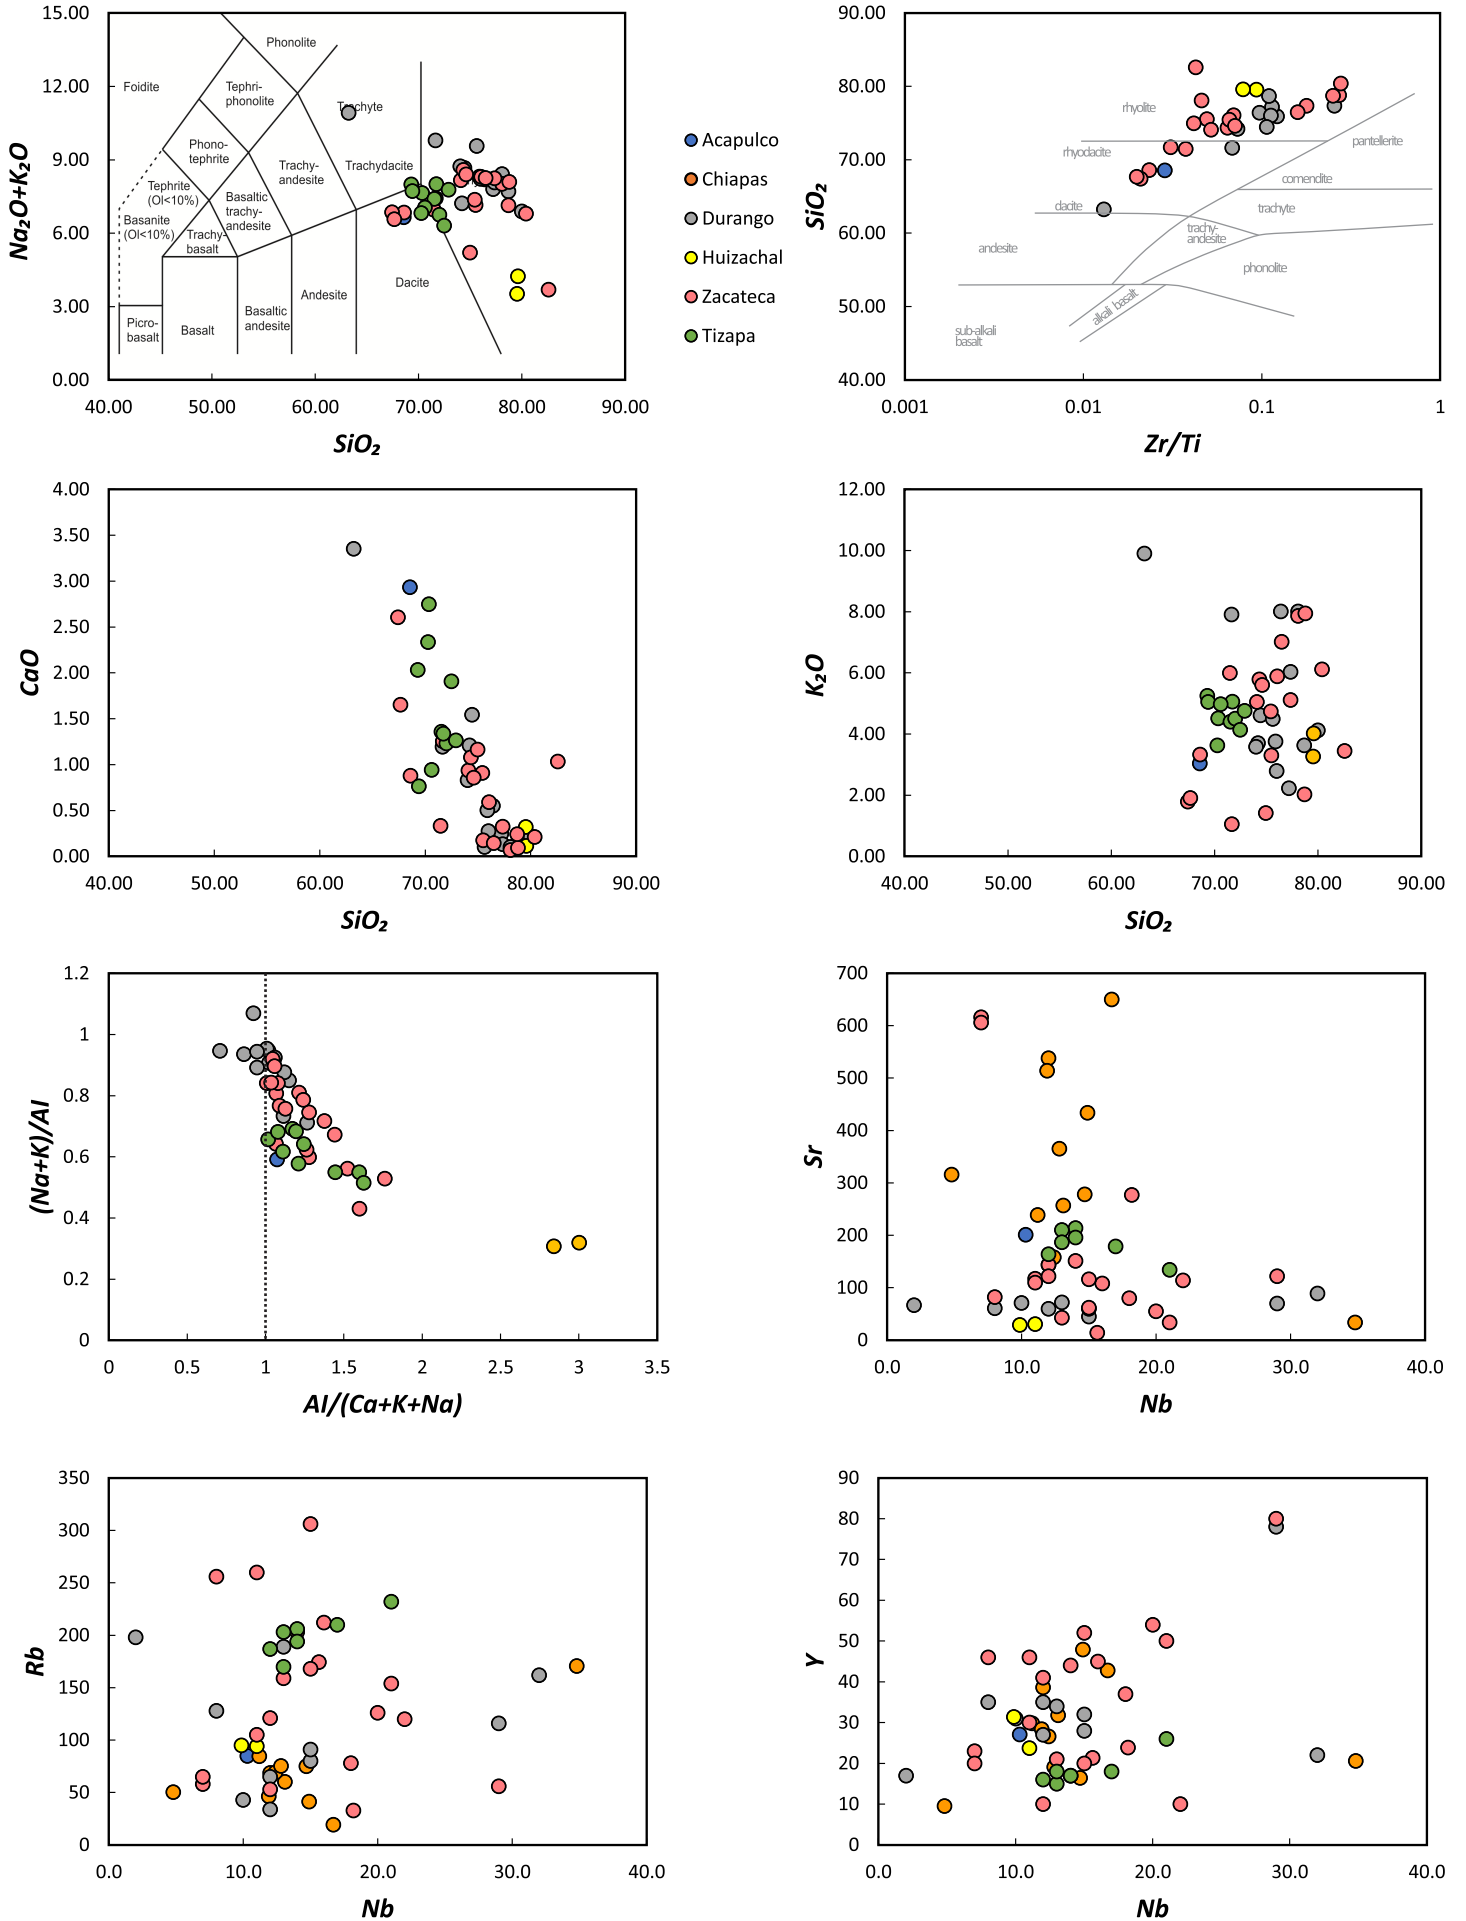 15.00
12.00
9.00
6.00
3.00
0.00
40.00 50.00 60.00 70.00 80.00 90.00
Na₂O+K₂O
SiO₂
Phonolite
Foidite
Tephri-
phonolite
Trachyte
Phono-
tephrite
Trachy-
andesite
Trachydacite
Tephrite
(Ol<10%)
Basaltic
trachy-
andesite
Basanite
(Ol<10%)
Trachy-
basalt
Dacite
Andesite
Basaltic
andesite
Picro-
basalt
Basalt
Acapulco
Chiapas
Durango
Huizachal
Zacateca
Tizapa
90.00
80.00
70.00
60.00
50.00
40.00
0.001 0.01 0.1 1
SiO₂
Zr/Ti
rhyolite
rhyodacite
pantellerite
comendite
dacite
trachyte
trachy-
andesite
andesite
phonolite
alkali basalt
sub-alkali
basalt
4.00
3.50
3.00
2.50
2.00
1.50
1.00
0.50
0.00
40.00 50.00 60.00 70.00 80.00 90.00
CaO
SiO₂
12.00
10.00
8.00
6.00
4.00
2.00
0.00
40.00 50.00 60.00 70.00 80.00 90.00
K₂O
SiO₂
1.2
1
0.8
0.6
0.4
0.2
0
0 0.5 1 1.5 2 2.5 3 3.5
(Na+K)/Al
Al/(Ca+K+Na)
700
600
500
400
300
200
100
0
0.0 10.0 20.0 30.0 40.0
Sr
Nb
350
300
250
200
150
100
50
0
0.0 10.0 20.0 30.0 40.0
Rb
Nb
90
80
70
60
50
40
30
20
10
0
0.0 10.0 20.0 30.0 40.0
Y
Nb